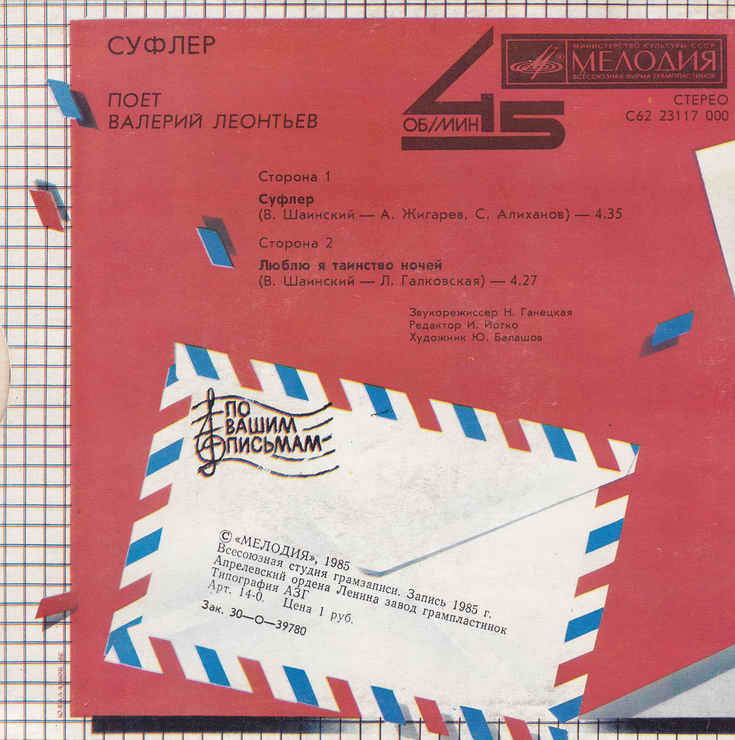 СУФЛЕР
ПОЕТ
ВАЛЕРИЙ ЛЕОНТЬЕВ
45
ОБ/МИН
МИНИСТЕРСТВО КУЛЬТУРЫ СССР
МЕЛОДИЯ
ВСЕСОЮЗНАЯ ФИРМА ГРАМПЛАСТИНОК
СТЕРЕО
С62 23117 000
Сторона 1
Суфлер
(В. Шаинский — А. Жигарев, С. Алиханов) — 4.35
Сторона 2
Люблю я таинство ночей
(В. Шаинский — Л. Галковская) — 4.27
Звукорежиссер Н. Ганецкая
Редактор И. Йотко
Художник Ю. Балашов
ПО
ВАШИМ
ПИСЬМАМ
© «МЕЛОДИЯ», 1985
Всесоюзная студия грамзаписи. Запись 1985 г.
Апрелевский ордена Ленина завод грампластинок
Типография АЗГ
Арт. 14-0. Цена 1 руб.
Зак. 30—О—39780